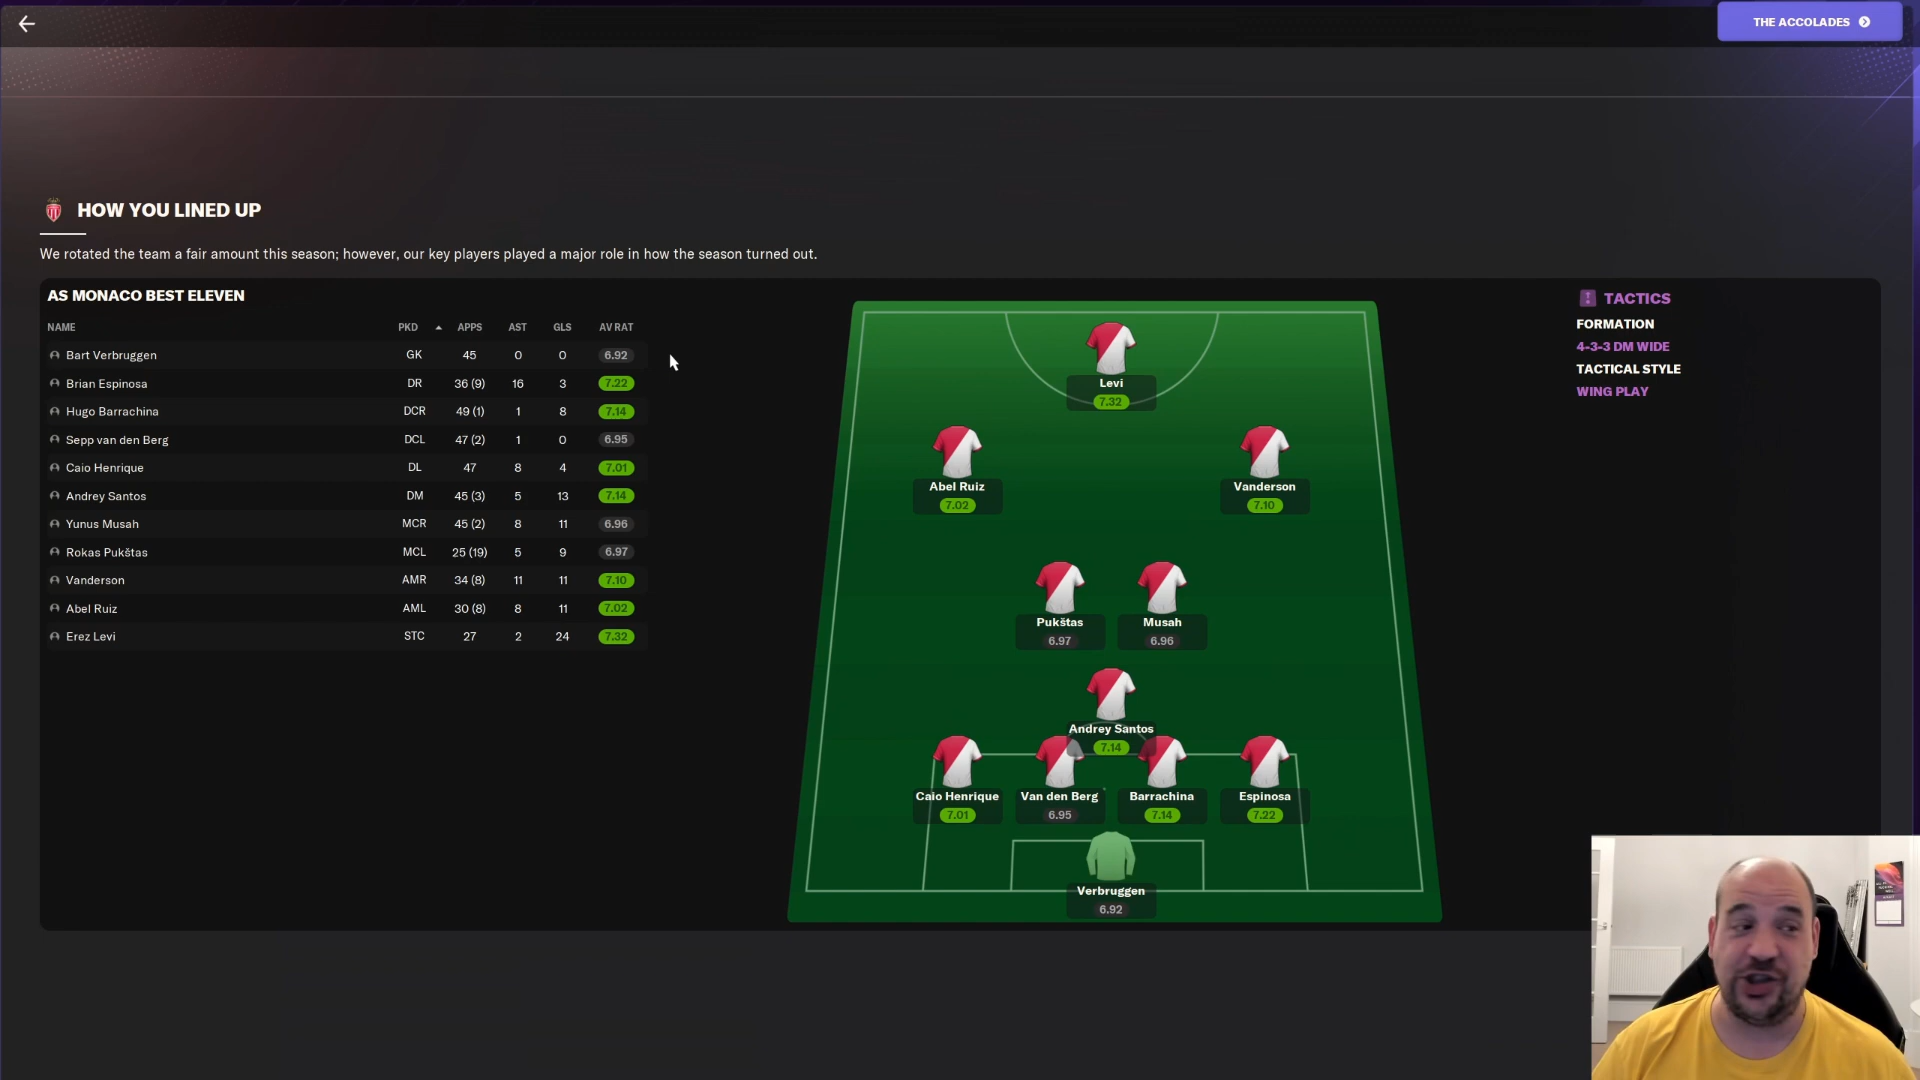 THE ACCOLADES
HOW YOU LINED UP
We rotated the team a fair amount this season; however, our key players played a major role in how the season turned out.
AS MONACO BEST ELEVEN
NAME PKD APPS AST GLS AV RAT
Bart Verbruggen GK 45 0 0 6.92
Brian Espinosa DR 36 (9) 16 3 7.22
Hugo Barrachina DCR 49 (1) 1 8 7.14
Sepp van den Berg DCL 47 (2) 1 0 6.95
Caio Henrique DL 47 8 4 7.01
Andrey Santos DM 45 (3) 5 13 7.14
Yunus Musah MCR 45 (2) 8 11 6.96
Rokas Pukštas MCL 25 (19) 5 9 6.97
Vanderson AMR 34 (8) 11 11 7.10
Abel Ruiz AML 30 (8) 8 11 7.02
Erez Levi STC 27 2 24 7.32
Levi
7.32
Abel Ruiz Vanderson
7.02 7.10
Pukštas Musah
6.97 6.96
Andrey Santos
7.14
Caio Henrique Van den Berg Barrachina Espinosa
7.01 6.95 7.14 7.22
Verbruggen
6.92
TACTICS
FORMATION
4-3-3 DM WIDE
TACTICAL STYLE
WING PLAY